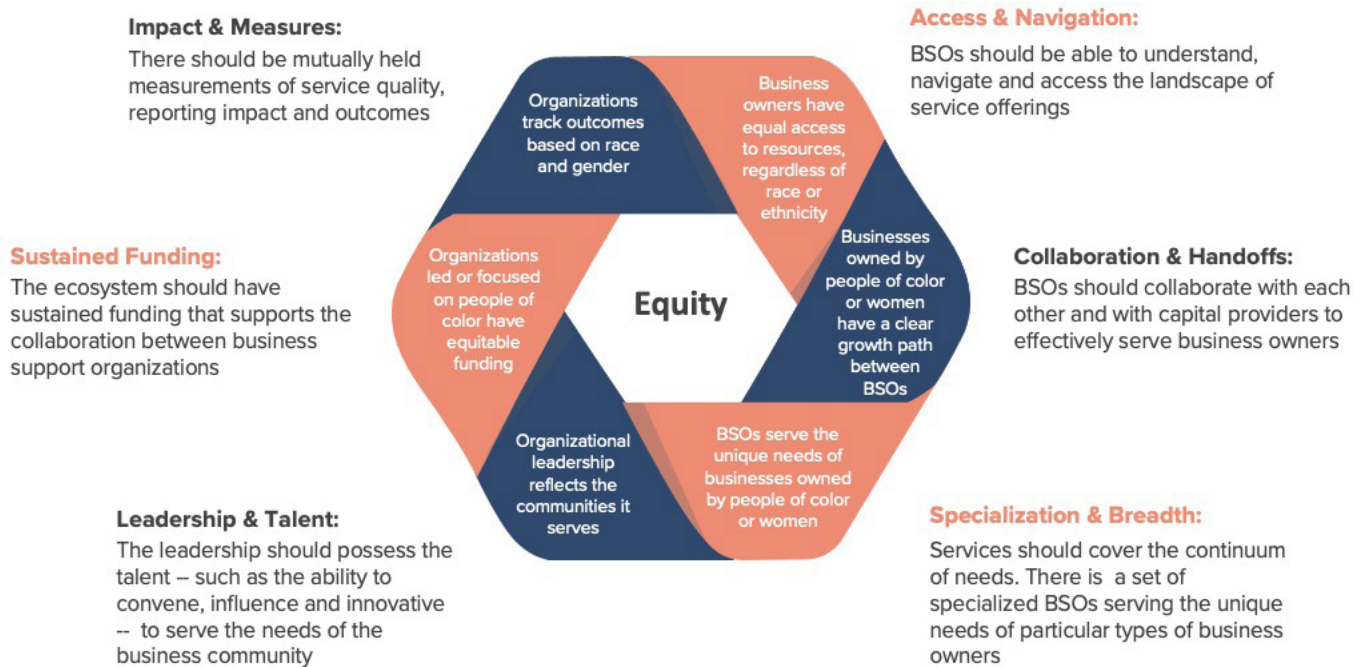 Impact & Measures:
There should be mutually held
measurements of service quality,
reporting impact and outcomes
Access & Navigation:
BSOs should be able to understand,
navigate and access the landscape of
service offerings
Organizations
track outcomes
based on race
and gender
Business
owners have
equal access
to resources,
regardless of
race or
ethnicity
Sustained Funding:
The ecosystem should have
sustained funding that supports the
collaboration between business
support organizations
Organizations
led or focused
on people of
color have
equitable
funding
Equity
Businesses
owned by
people of color
or women
have a clear
growth path
between
BSOs
Collaboration & Handoffs:
BSOs should collaborate with each
other and with capital providers to
effectively serve business owners
Organizational
leadership
reflects the
communities it
serves
BSOs serve the
unique needs of
businesses owned
by people of color
or women
Leadership & Talent:
The leadership should possess the
talent -- such as the ability to
convene, influence and innovative
-- to serve the needs of the
business community
Specialization & Breadth:
Services should cover the continuum
of needs. There is a set of
specialized BSOs serving the unique
needs of particular types of business
owners